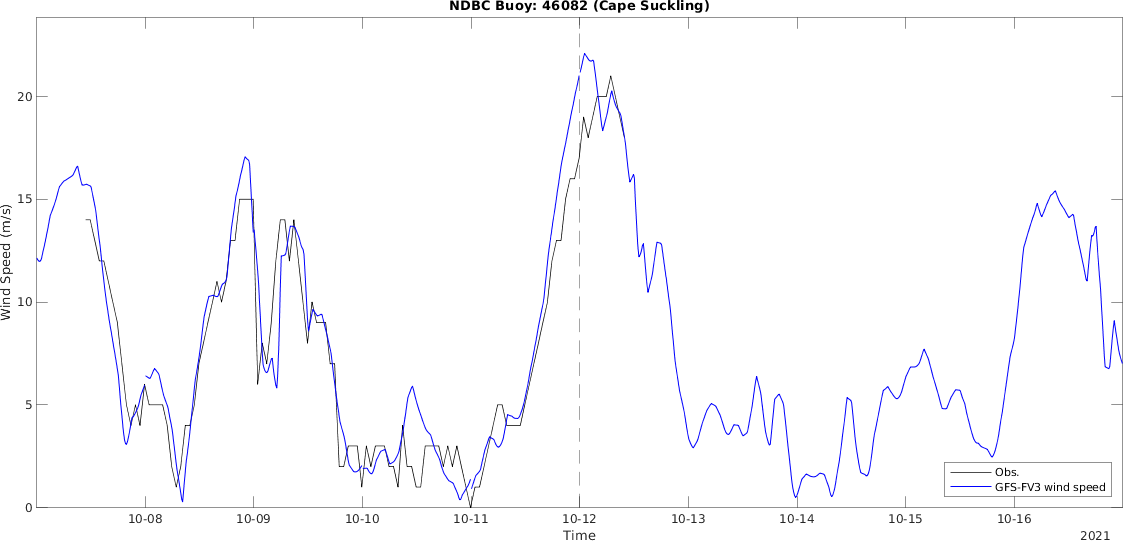 NDBC Buoy: 46082 (Cape Suckling)
Wind Speed (m/s)
20
15
10
5
0
10-08 10-09 10-10 10-11 10-12 10-13 10-14 10-15 10-16
Time
2021
Obs.
GFS-FV3 wind speed